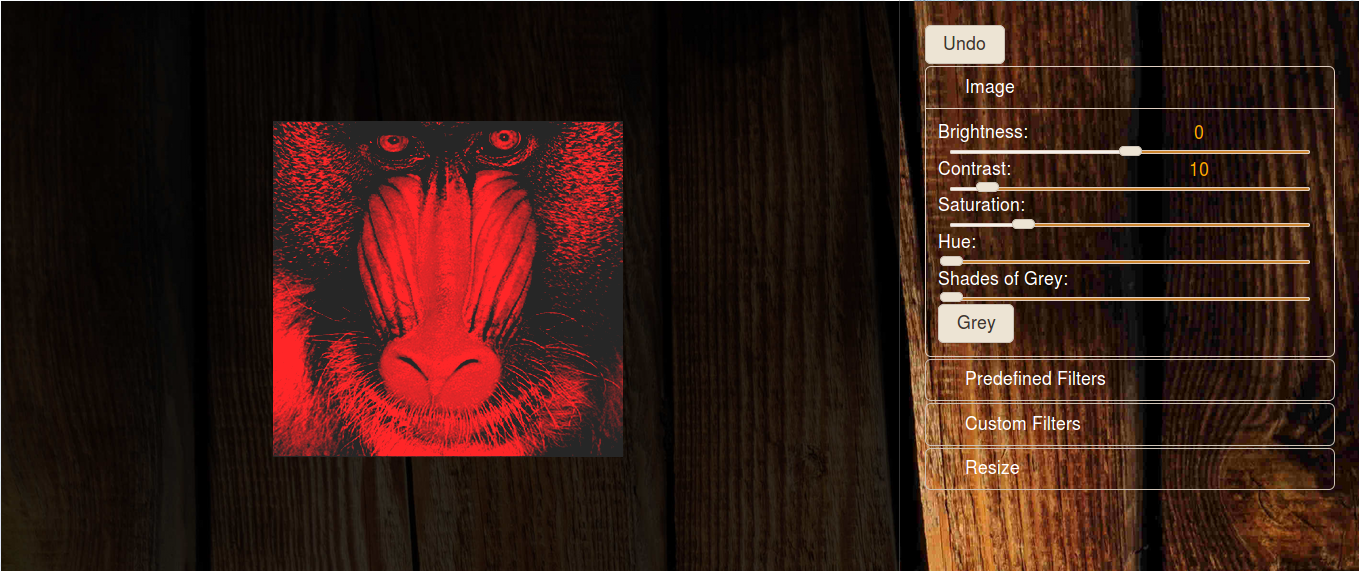 Undo
Image
Brightness: 0
Contrast: 10
Saturation:
Hue:
Shades of Grey:
Grey
Predefined Filters
Custom Filters
Resize